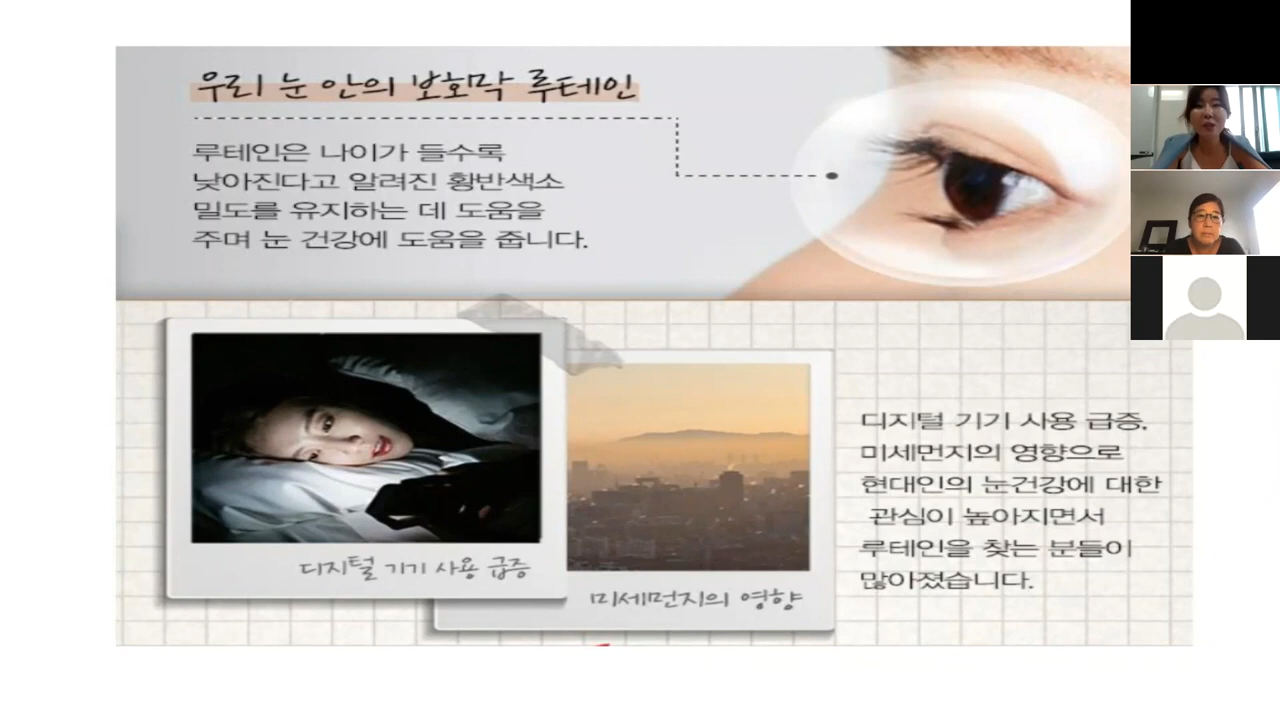 우리 눈 안의 보호막 루테인
루테인은 나이가 들수록
낮아진다고 알려진 황반색소
밀도를 유지하는 데 도움을
주며 눈 건강에 도움을 줍니다.
디지털 기기 사용 급증
미세먼지의 영향
디지털 기기 사용 급증,
미세먼지의 영향으로
현대인의 눈건강에 대한
관심이 높아지면서
루테인을 찾는 분들이
많아졌습니다.